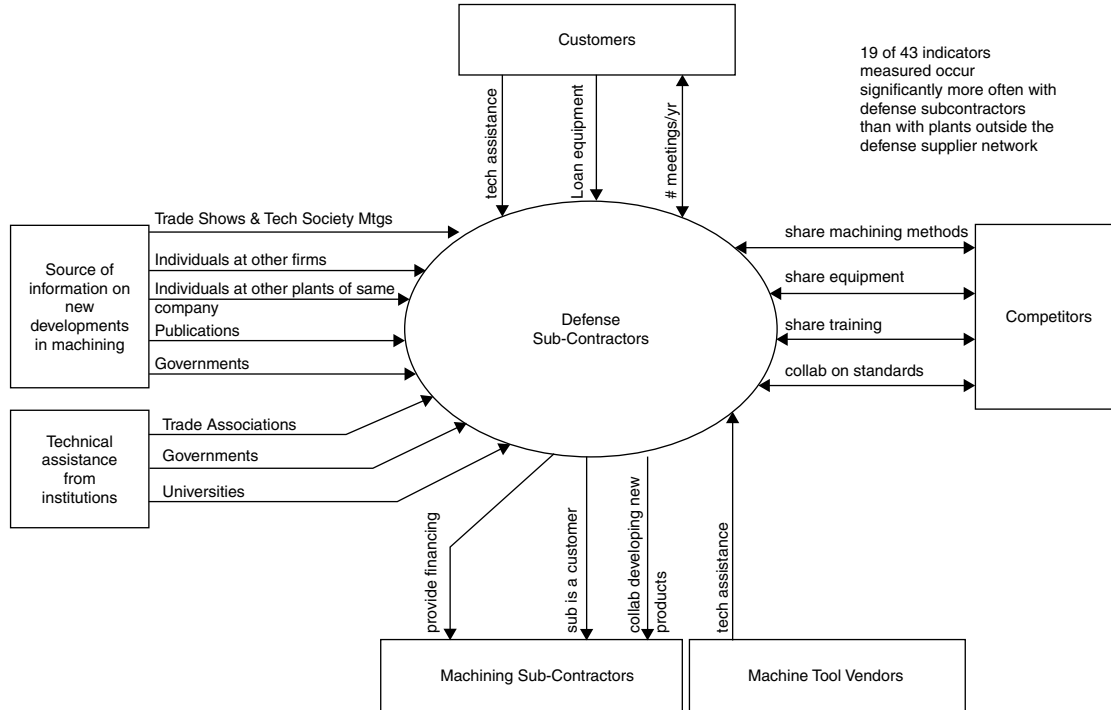 Customers
19 of 43 indicators
measured occur
significantly more often with
defense subcontractors
than with plants outside the
defense supplier network
tech assistance
Loan equipment
# meetings/yr
Trade Shows & Tech Society Mtgs
Individuals at other firms
Individuals at other plants of same
company
Publications
Governments
Source of
information on
new
developments
in machining
Defense
Sub-Contractors
share machining methods
share equipment
share training
collab on standards
Competitors
Technical
assistance
from
institutions
Trade Associations
Governments
Universities
provide financing
sub is a customer
collab developing new
products
tech assistance
Machining Sub-Contractors
Machine Tool Vendors